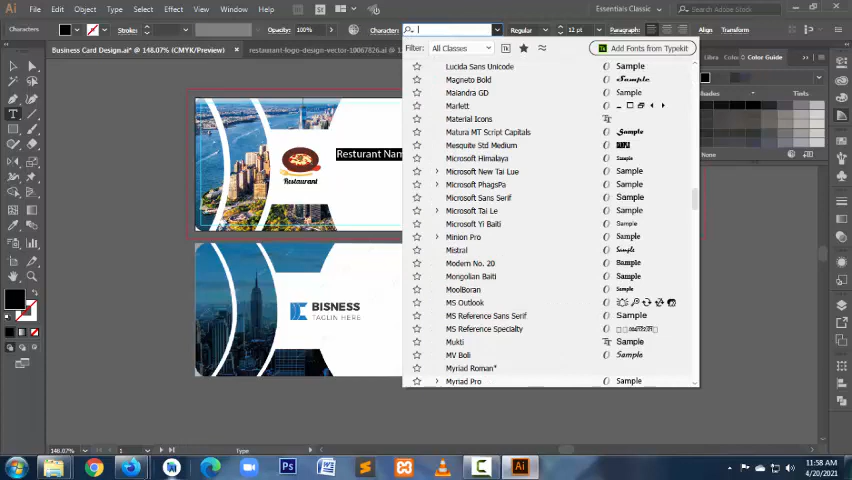 File Edit Object Type Select Effect View Window Help
Essentials Classic
Characters
Stroke:
Opacity: 100%
Regular
12 pt
Paragraph:
Align
Transform
Business Card Design.ai* @ 148.07% (CMYK/Preview)
resturant-logo-design-vector-10067826.ai @
Filter: All Classes
Add Fonts from Typekit
Color Guide
Lucida Sans Unicode Sample
Magneto Bold Sample
Maiandra GD Sample
Marlett
Material Icons
Matura MT Script Capitals Sample
Mesquite Std Medium
Microsoft Himalaya Sample
Microsoft New Tai Lue Sample
Microsoft PhagsPa Sample
Microsoft Sans Serif Sample
Microsoft Tai Le Sample
Microsoft Yi Baiti Sample
Minion Pro Sample
Mistral Sample
Modern No. 20 Sample
Mongolian Baiti Sample
MoolBoran Sample
MS Outlook
MS Reference Sans Serif Sample
MS Reference Specialty
Mukti Sample
MV Boli Sample
Myriad Roman*
Myriad Pro Sample
Shades
None
Resturant Nam
Restaurant
BISNESS
TAGLIN HERE
148.07%
1
Type
11:58 AM
4/20/2021